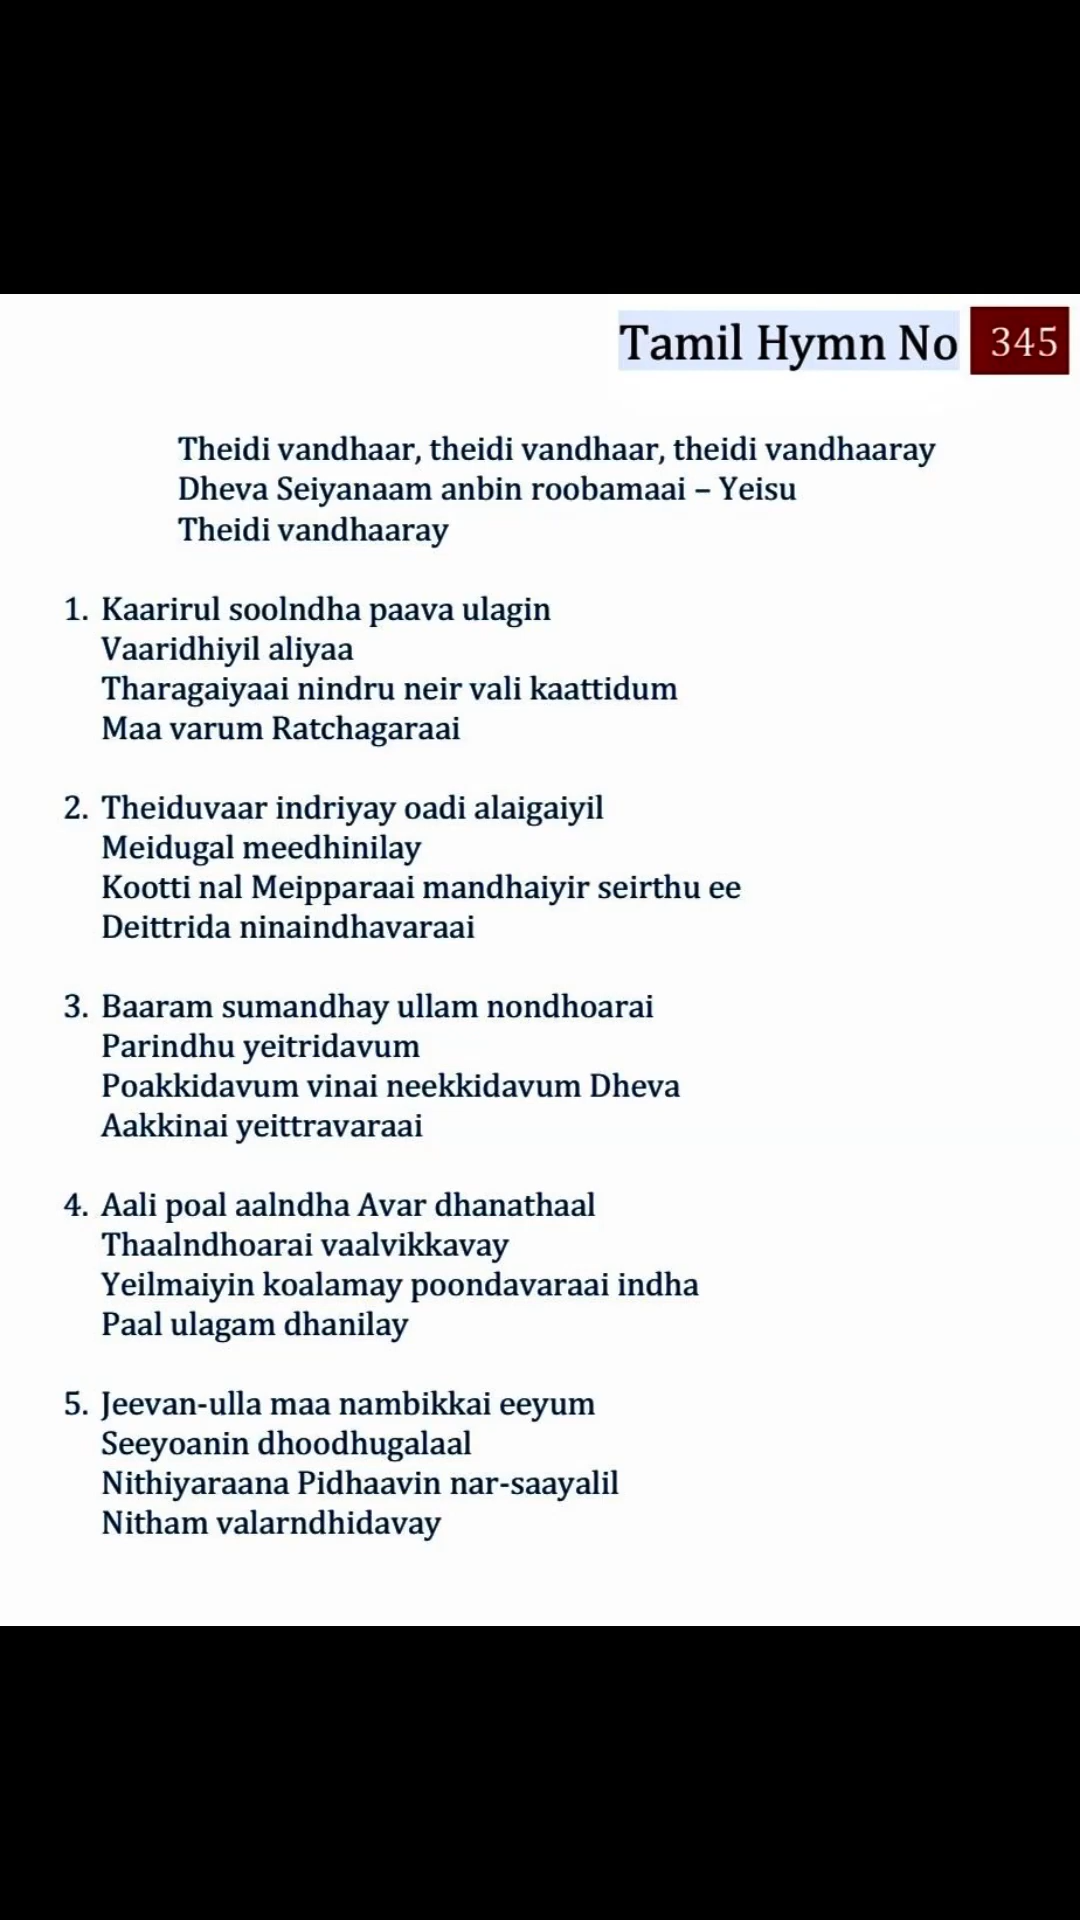 Tamil Hymn No 345
Theidi vandhaar, theidi vandhaar, theidi vandhaaray
Dheva Seiyanaam anbin roobamaai – Yeisu
Theidi vandhaaray
1. Kaarirul soolndha paava ulagin
Vaaridhiyil aliyaa
Tharagaiyaai nindru neir vali kaattidum
Maa varum Ratchagaraai
2. Theiduvaar indriyay oadi alaigaiyil
Meidugal meedhinilay
Kootti nal Meipparaai mandhaiyir seirthu ee
Deittrida ninaindhavaraai
3. Baaram sumandhay ullam nondhoarai
Parindhu yeitridavum
Poakkidavum vinai neekkidavum Dheva
Aakkinai yeittravaraai
4. Aali poal aalndha Avar dhanathaal
Thaalndhoarai vaalvikkavay
Yeilmaiyin koalamay poondavaraai indha
Paal ulagam dhanilay
5. Jeevan-ulla maa nambikkai eeyum
Seeyoanin dhoodhugalaal
Nithiyaraana Pidhaavin nar-saayalil
Nitham valarndhidavay